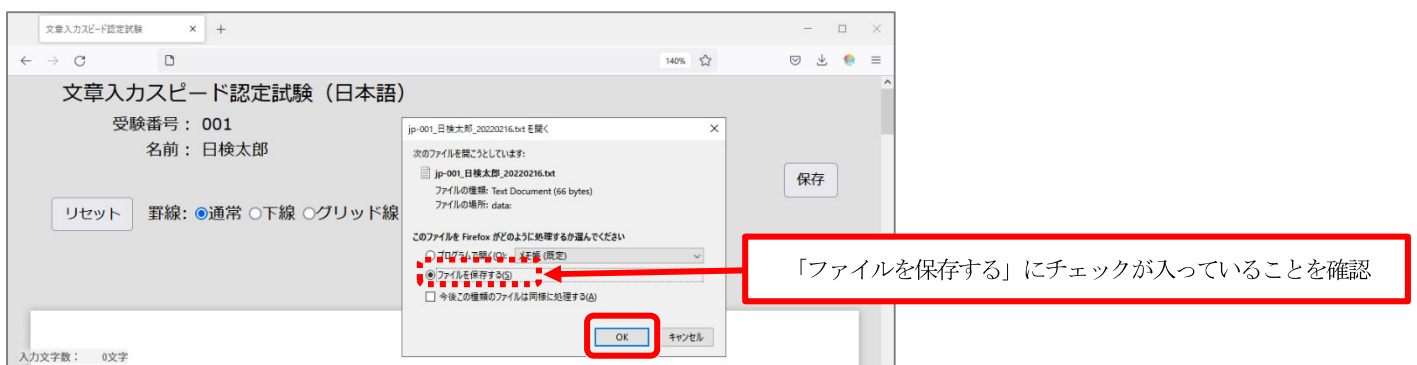 文章入力スピード認定試験 × +
140%
文章入力スピード認定試験（日本語）
受験番号： 001
名前： 日検太郎
保存
リセット 罫線: 通常 下線 グリッド線
jp-001_日検太郎_20220216.txt を開く
次のファイルを開こうとしています:
jp-001_日検太郎_20220216.txt
ファイルの種類: Text Document (66 bytes)
ファイルの場所: data:
このファイルを Firefox がどのように処理するか選んでください
プログラムで開く(O): メモ帳 (既定)
ファイルを保存する(S)
今後この種類のファイルは同様に処理する(A)
OK キャンセル
「ファイルを保存する」にチェックが入っていることを確認
入力文字数： 0文字